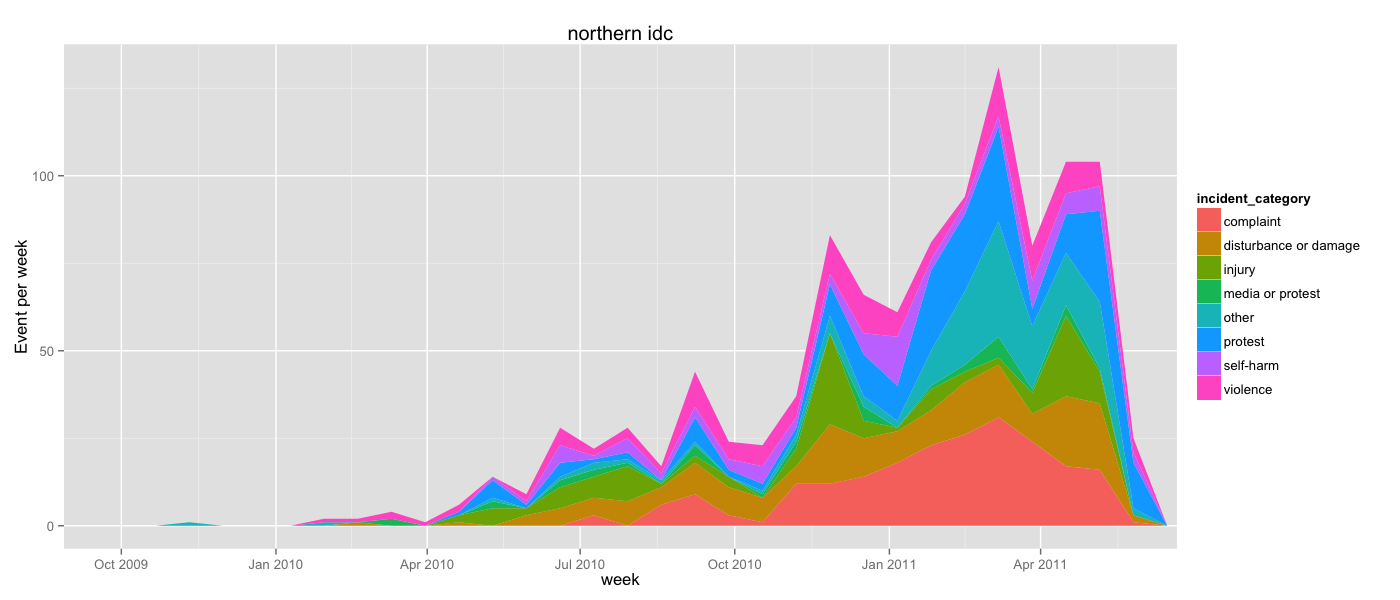 northern idc
Event per week
100
50
0
Oct 2009
Jan 2010
Apr 2010
Jul 2010
Oct 2010
Jan 2011
Apr 2011
week
incident_category
complaint
disturbance or damage
injury
media or protest
other
protest
self-harm
violence